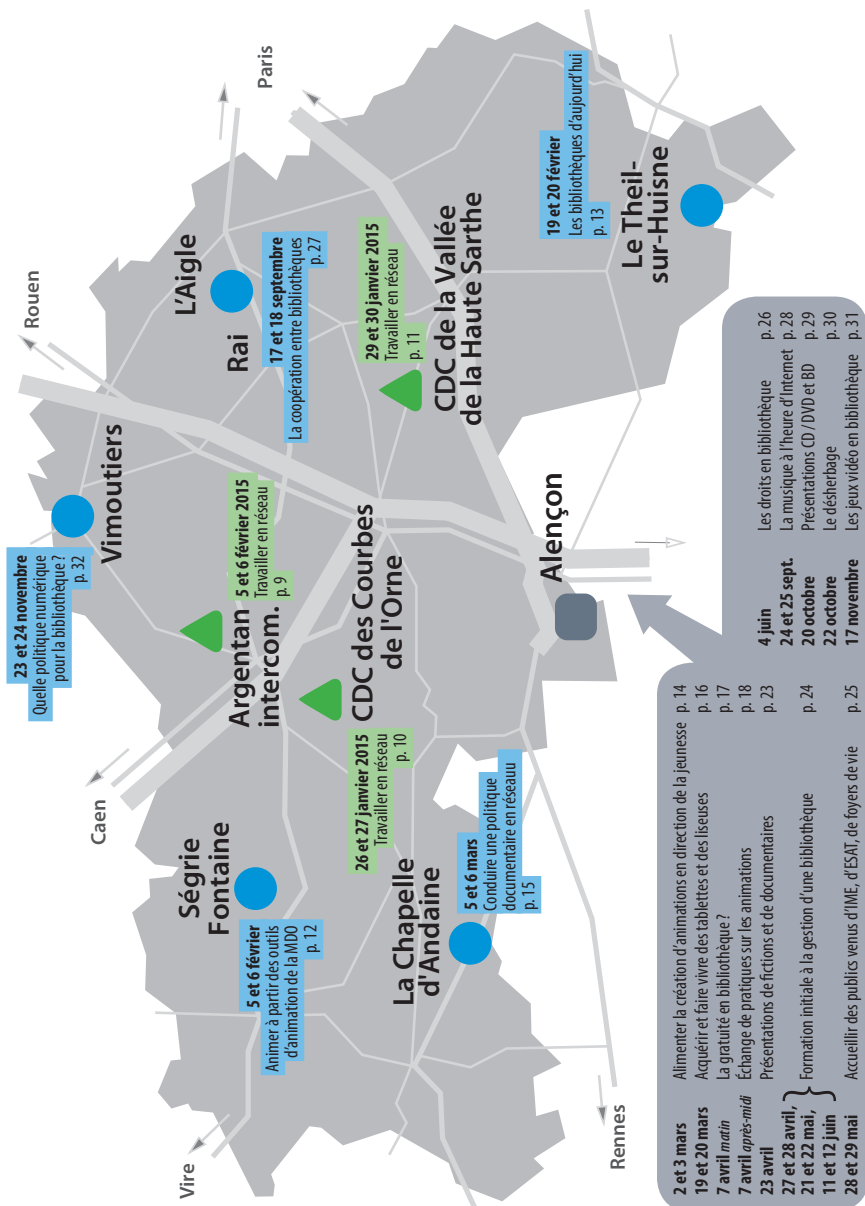 Vire
Caen
Rouen
Paris
Rennes
Ségrie
Fontaine
5 et 6 février
Animer à partir des outils
d'animation de la MDO
p. 12
23 et 24 novembre
Quelle politique numérique
pour la bibliothèque ?
p. 32
Vimoutiers
L'Aigle
Rai
17 et 18 septembre
La coopération entre bibliothèques
p. 27
Argentan
intercom.
5 et 6 février 2015
Travailler en réseau
p. 9
29 et 30 janvier 2015
Travailler en réseau
p. 11
CDC de la Vallée
de la Haute Sarthe
CDC des Courbes
de l'Orne
26 et 27 janvier 2015
Travailler en réseau
p. 10
19 et 20 février
Les bibliothèques d'aujourd'hui
p. 13
Le Theil-
sur-Huisne
La Chapelle
d'Andaine
5 et 6 mars
Conduire une politique
documentaire en réseauu
p. 15
Alençon
2 et 3 mars Alimenter la création d'animations en direction de la jeunesse p. 14
19 et 20 mars Acquérir et faire vivre des tablettes et des liseuses p. 16
7 avril matin La gratuité en bibliothèque ? p. 17
7 avril après-midi Échange de pratiques sur les animations p. 18
23 avril Présentations de fictions et de documentaires p. 23
27 et 28 avril,
21 et 22 mai, } Formation initiale à la gestion d'une bibliothèque p. 24
11 et 12 juin
28 et 29 mai Accueillir des publics venus d'IME, d'ESAT, de foyers de vie p. 25
4 juin Les droits en bibliothèque p. 26
24 et 25 sept. La musique à l'heure d'Internet p. 28
20 octobre Présentations CD / DVD et BD p. 29
22 octobre Le désherbage p. 30
17 novembre Les jeux vidéo en bibliothèque p. 31